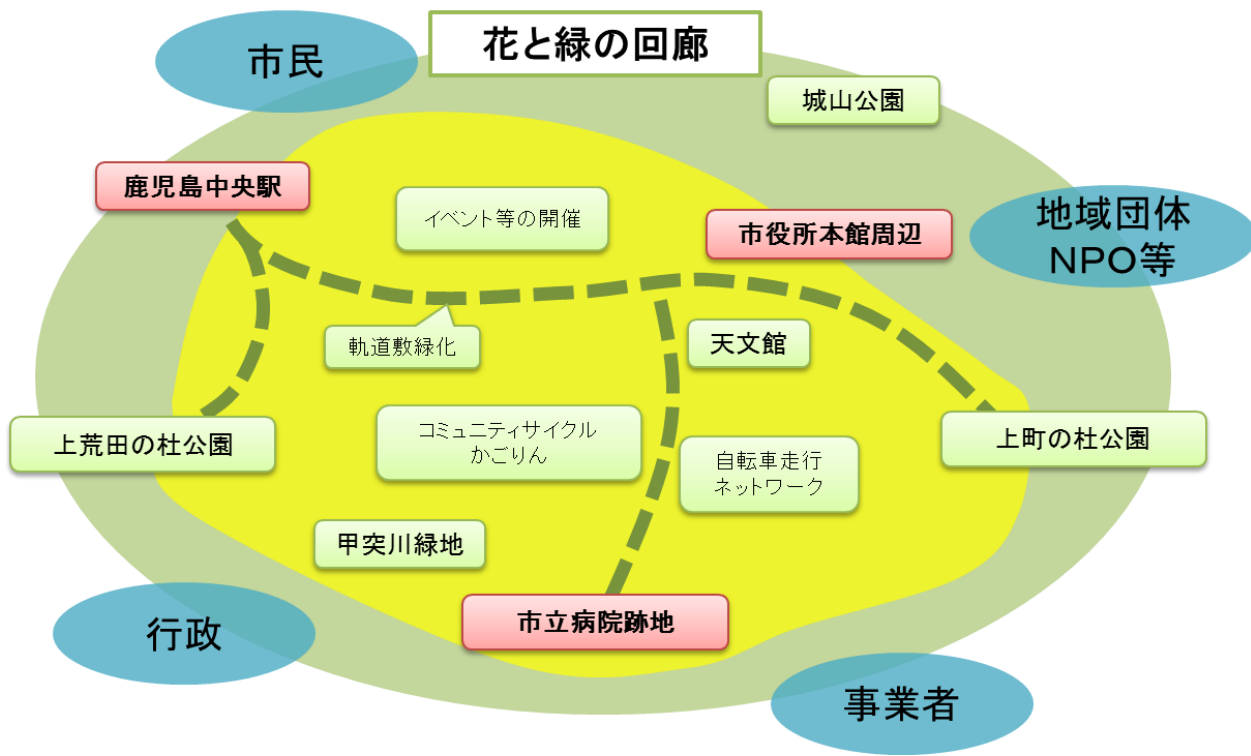 花と緑の回廊
市民
城山公園
鹿児島中央駅
イベント等の開催
市役所本館周辺
地域団体
NPO等
軌道敷緑化
天文館
上荒田の杜公園
コミュニティサイクル
かごりん
上町の杜公園
自転車走行
ネットワーク
甲突川緑地
市立病院跡地
行政
事業者